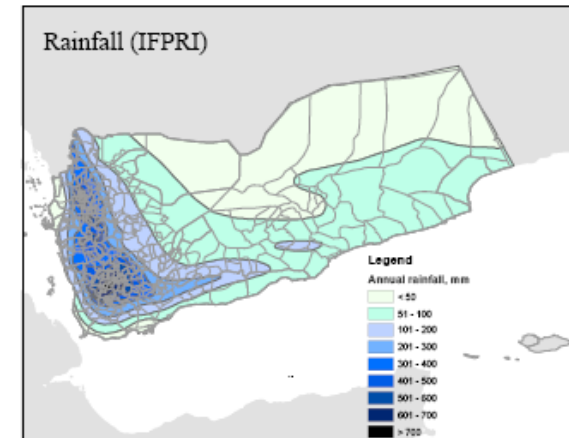 Rainfall (IFPRI)
Legend
Annual rainfall, mm
< 50
51 - 100
101 - 200
201 - 300
301 - 400
401 - 500
501 - 600
601 - 700
> 700